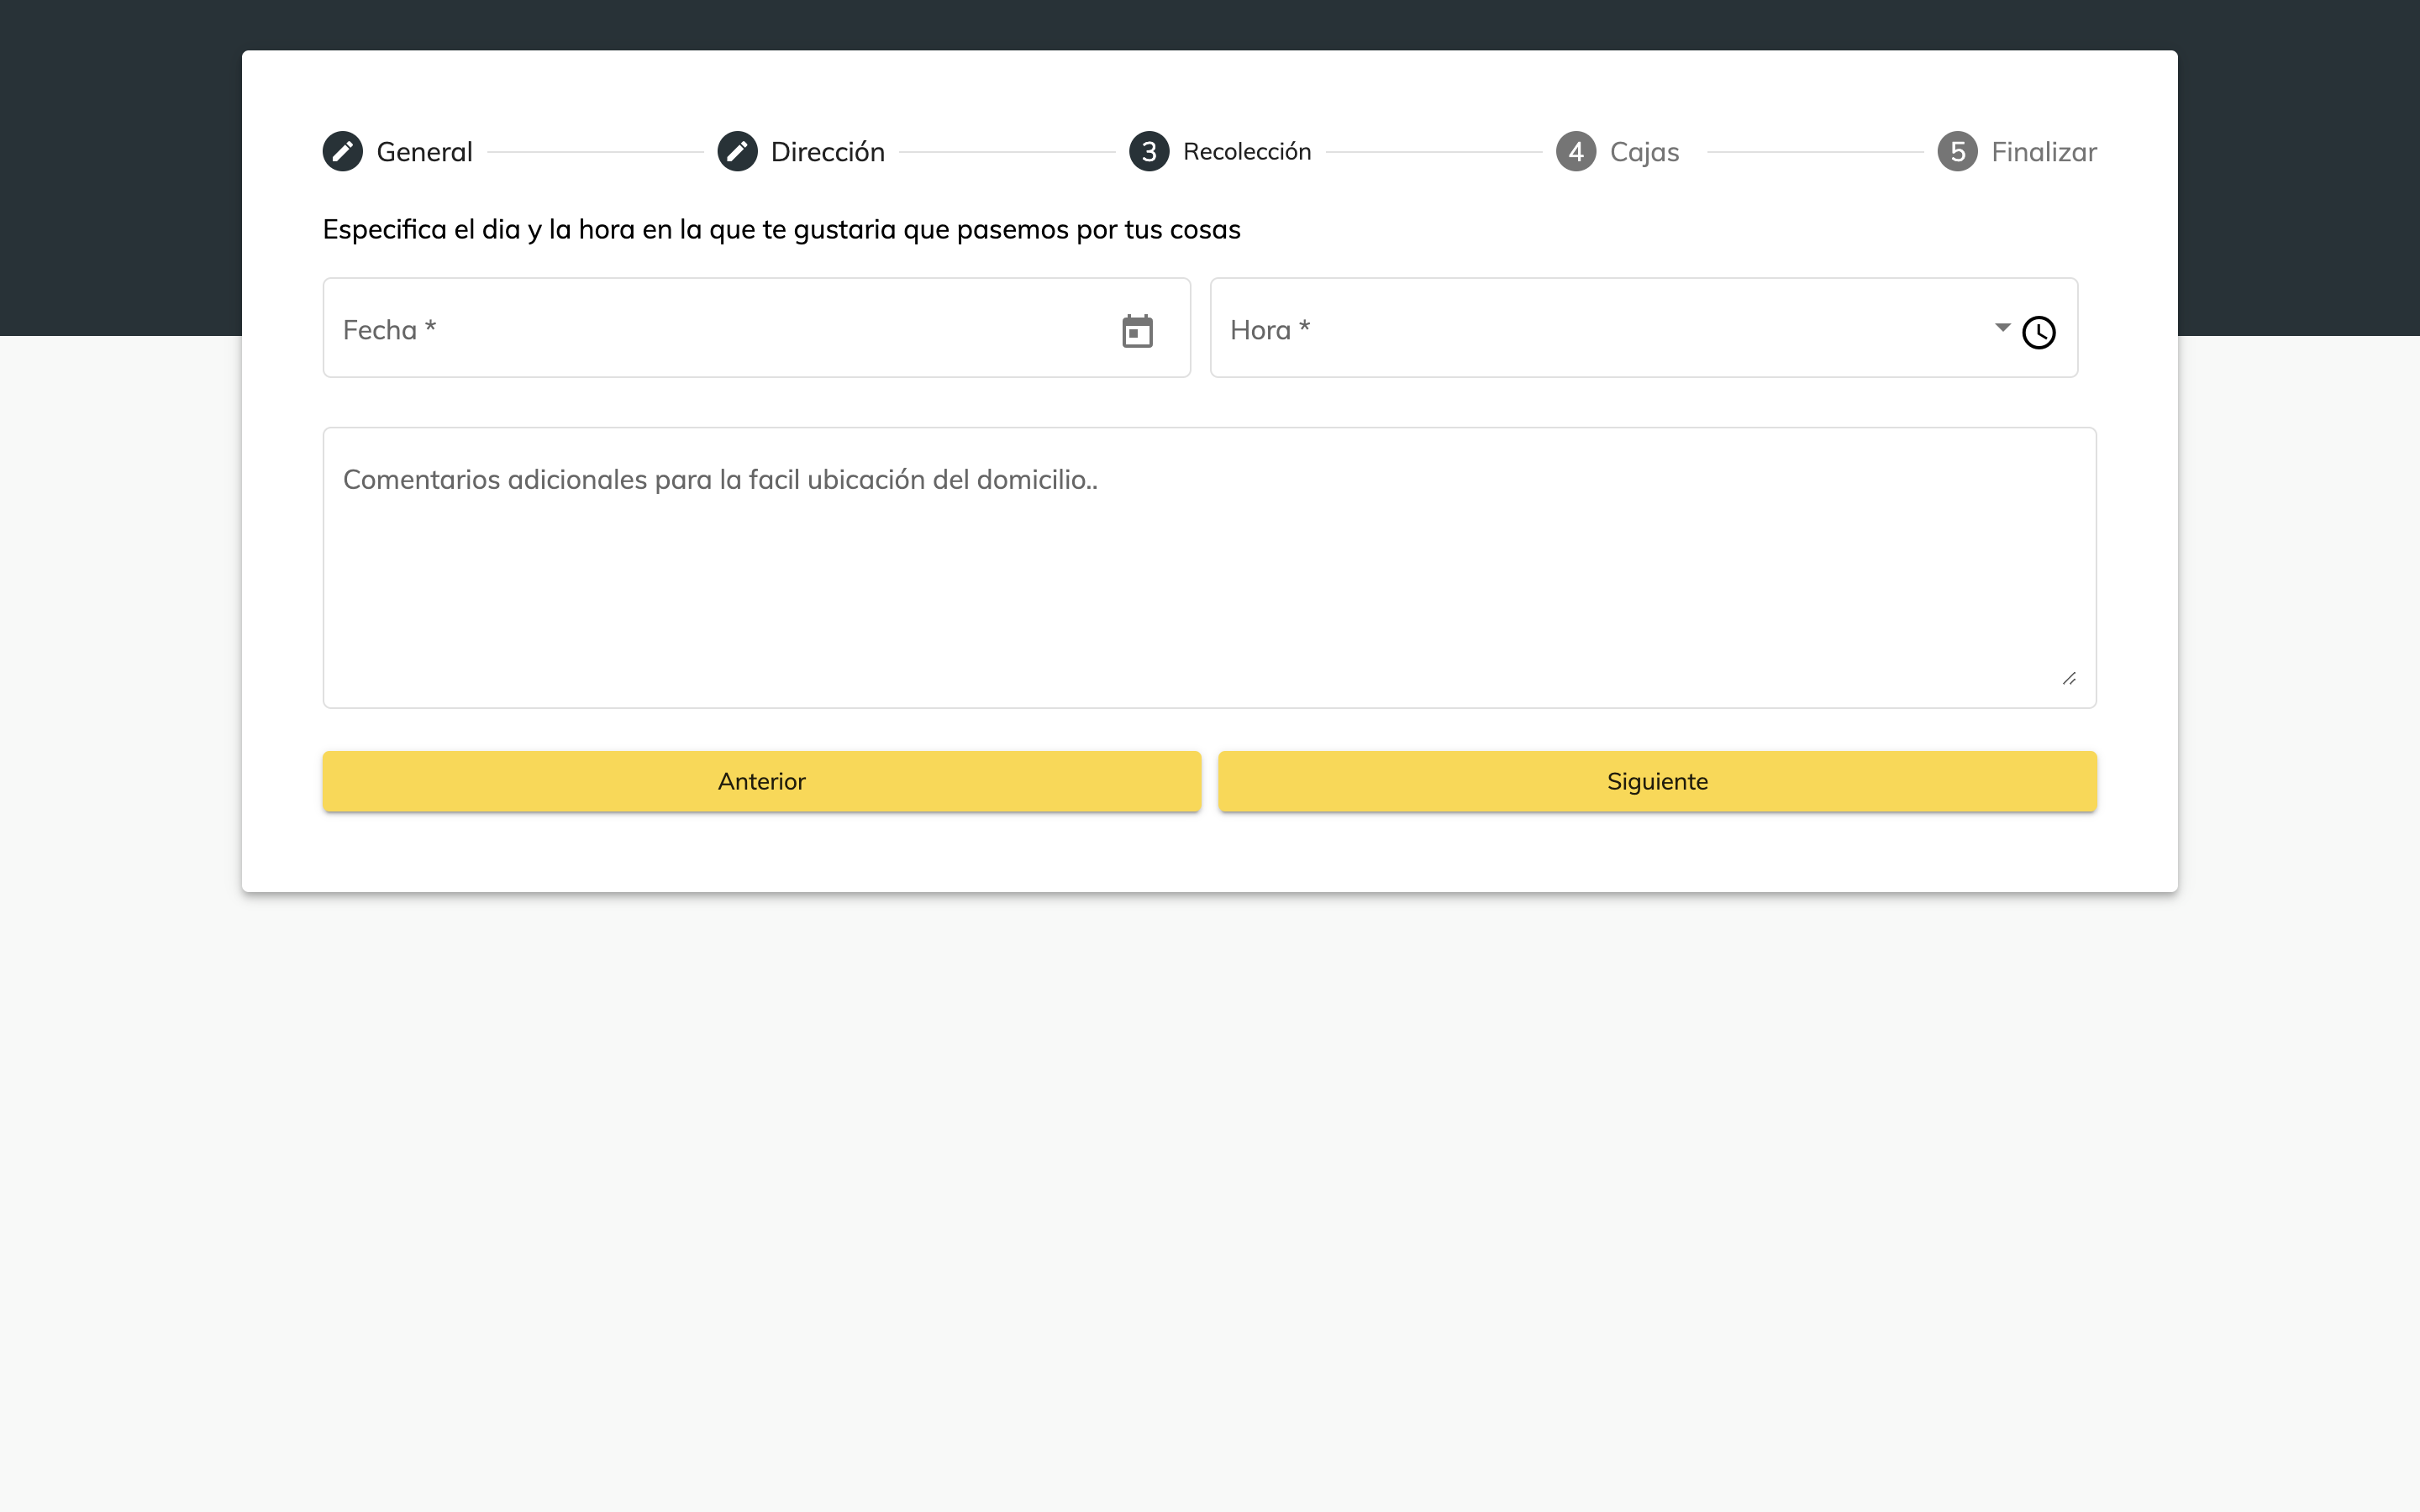 General
Dirección
3 Recolección
4 Cajas
5 Finalizar
Especifica el dia y la hora en la que te gustaria que pasemos por tus cosas
Fecha *
Hora *
Comentarios adicionales para la facil ubicación del domicilio..
Anterior
Siguiente